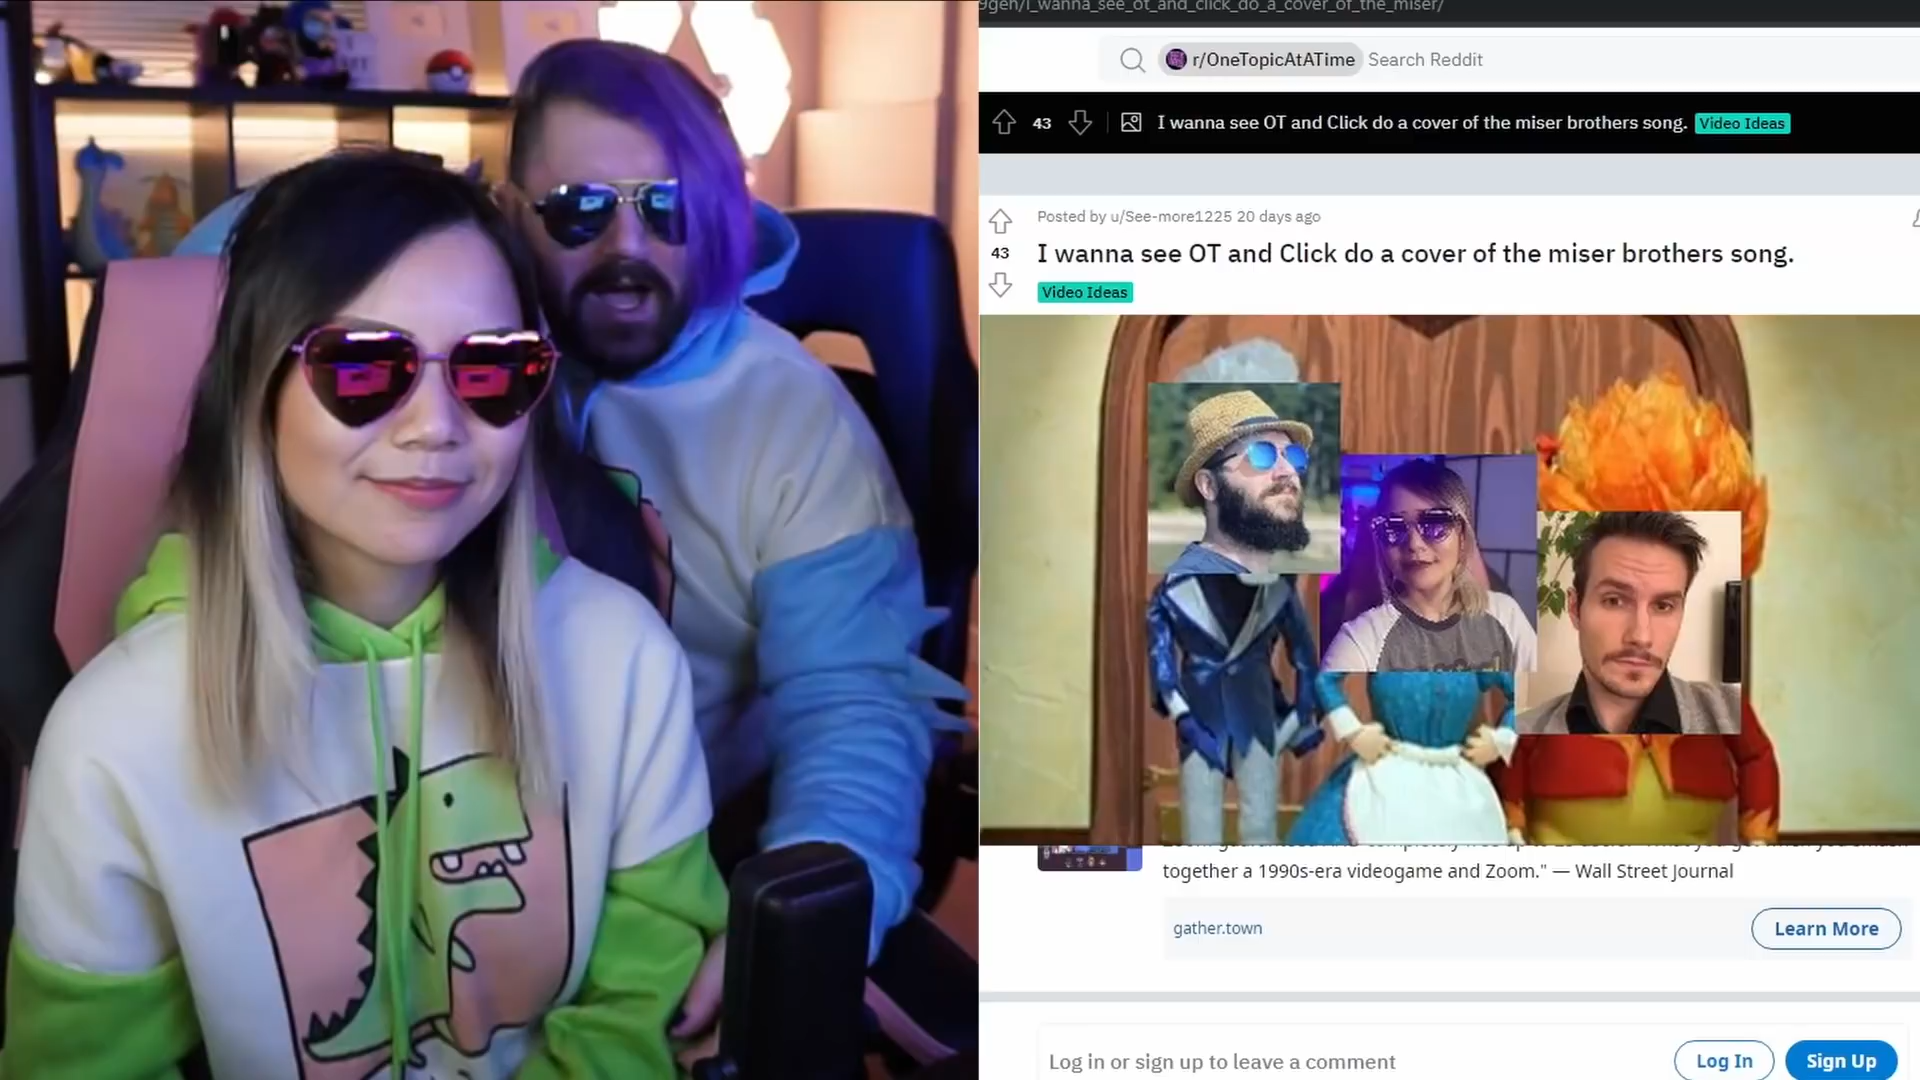 9geh/i_wanna_see_ot_and_click_do_a_cover_of_the_miser/
r/OneTopicAtATime Search Reddit
43 I wanna see OT and Click do a cover of the miser brothers song. Video Ideas
Posted by u/See-more1225 20 days ago
43
I wanna see OT and Click do a cover of the miser brothers song.
Video Ideas
together a 1990s-era videogame and Zoom." — Wall Street Journal
gather.town
Learn More
Log in or sign up to leave a comment
Log In
Sign Up